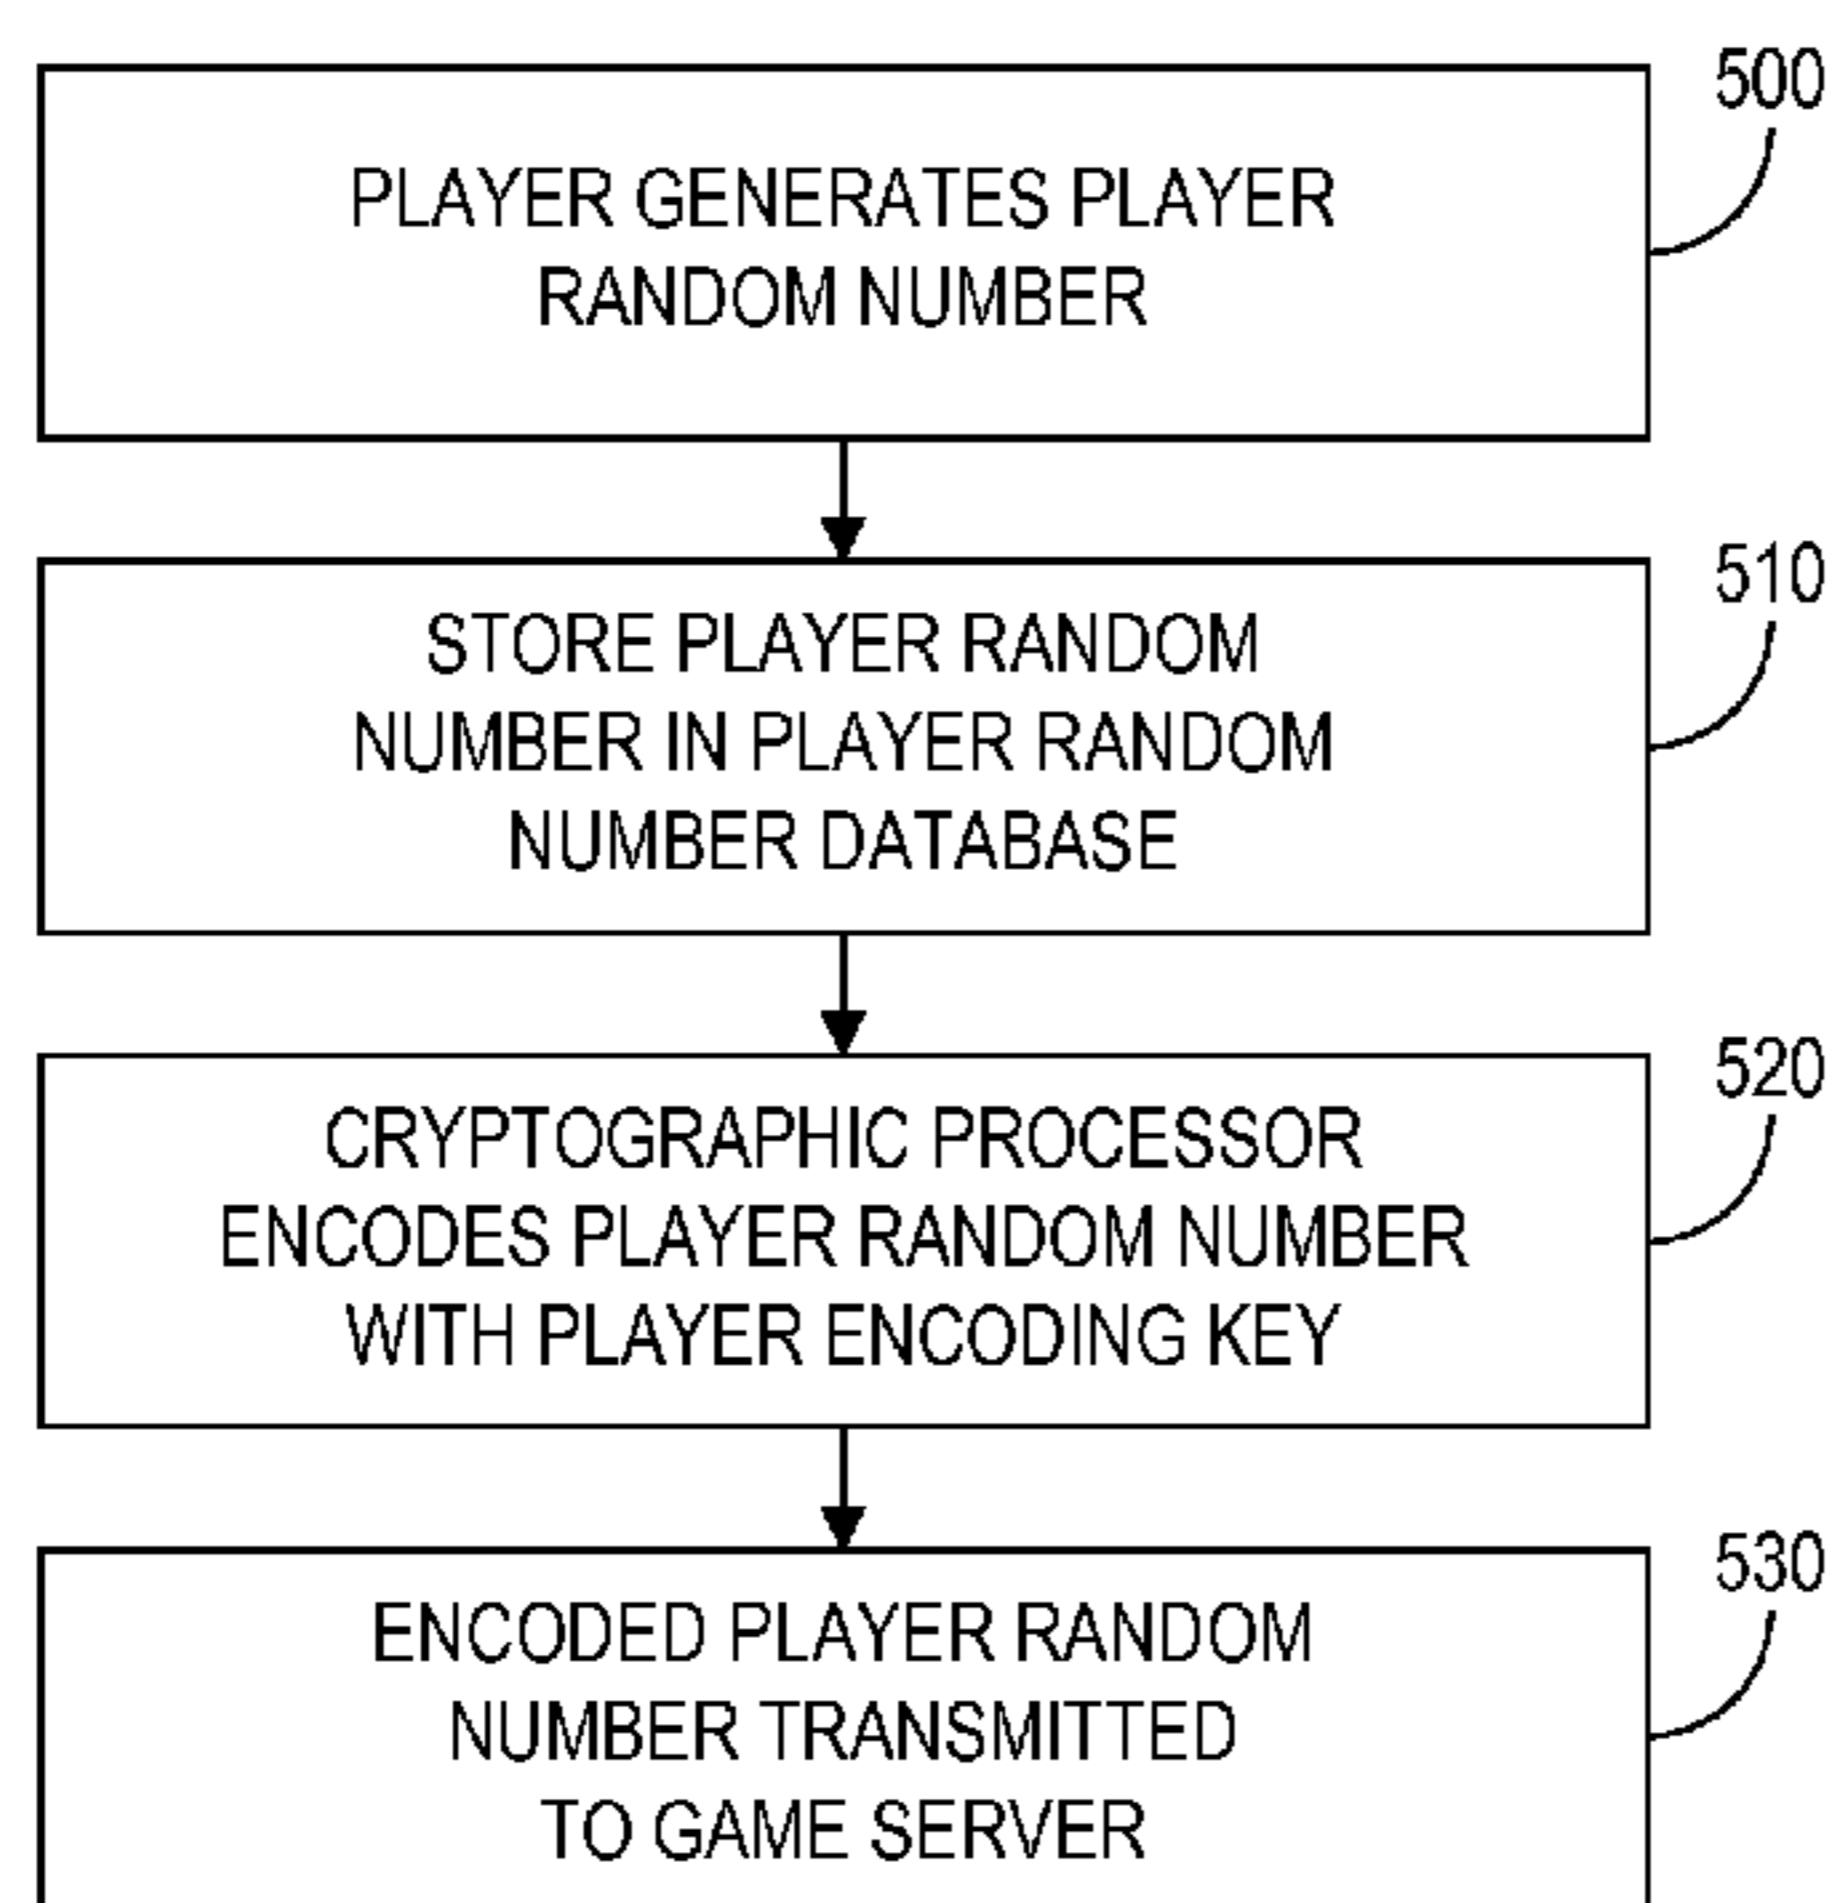 500
PLAYER GENERATES PLAYER
RANDOM NUMBER
510
STORE PLAYER RANDOM
NUMBER IN PLAYER RANDOM
NUMBER DATABASE
520
CRYPTOGRAPHIC PROCESSOR
ENCODES PLAYER RANDOM NUMBER
WITH PLAYER ENCODING KEY
530
ENCODED PLAYER RANDOM
NUMBER TRANSMITTED
TO GAME SERVER